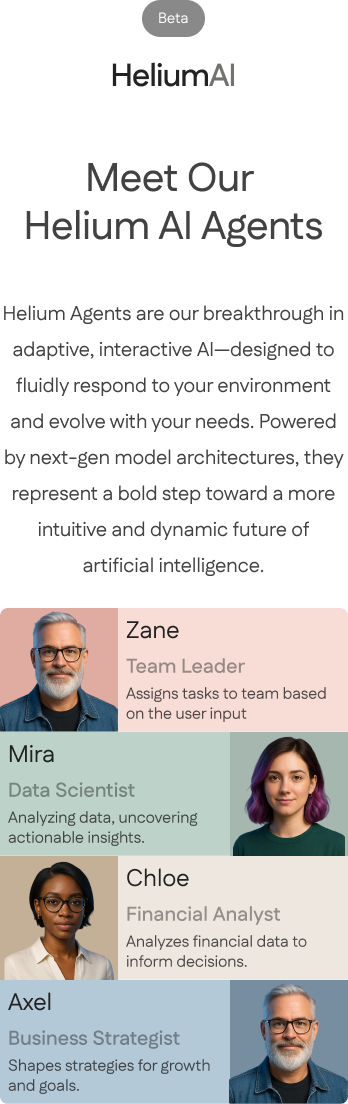 Beta
HeliumAI
Meet Our
Helium AI Agents
Helium Agents are our breakthrough in
adaptive, interactive AI—designed to
fluidly respond to your environment
and evolve with your needs. Powered
by next-gen model architectures, they
represent a bold step toward a more
intuitive and dynamic future of
artificial intelligence.
Zane
Team Leader
Assigns tasks to team based
on the user input
Mira
Data Scientist
Analyzing data, uncovering
actionable insights.
Chloe
Financial Analyst
Analyzes financial data to
inform decisions.
Axel
Business Strategist
Shapes strategies for growth
and goals.